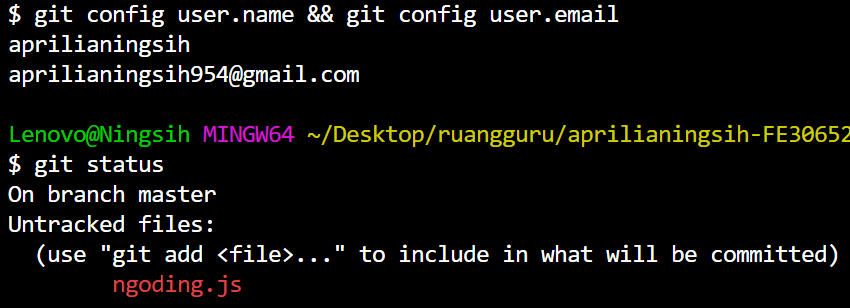 $ git config user.name && git config user.email
aprilianingsih
aprilianingsih954@gmail.com
Lenovo@Ningsih MINGW64 ~/Desktop/ruangguru/aprilianingsih-FE30652
$ git status
On branch master
Untracked files:
(use "git add <file>..." to include in what will be committed)
ngoding.js